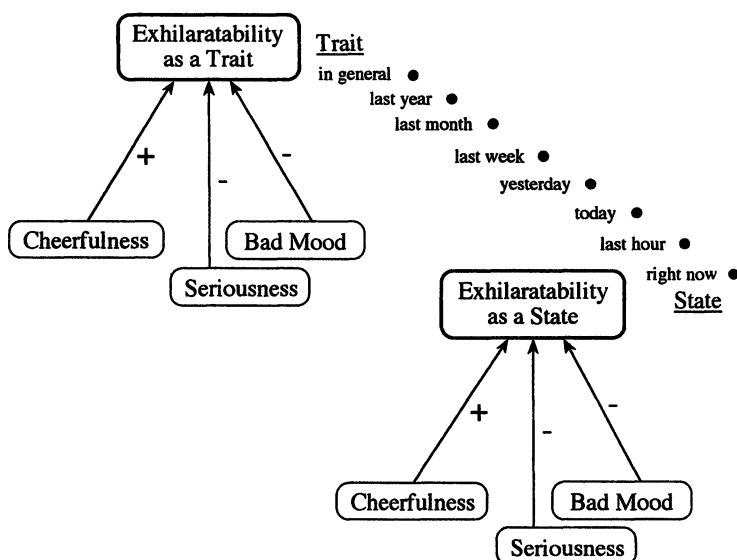 Exhilaratability
as a Trait
Trait
in general
last year
last month
last week
yesterday
today
last hour
right now
State
+
-
-
Cheerfulness
Bad Mood
Seriousness
Exhilaratability
as a State
+
-
-
Cheerfulness
Bad Mood
Seriousness